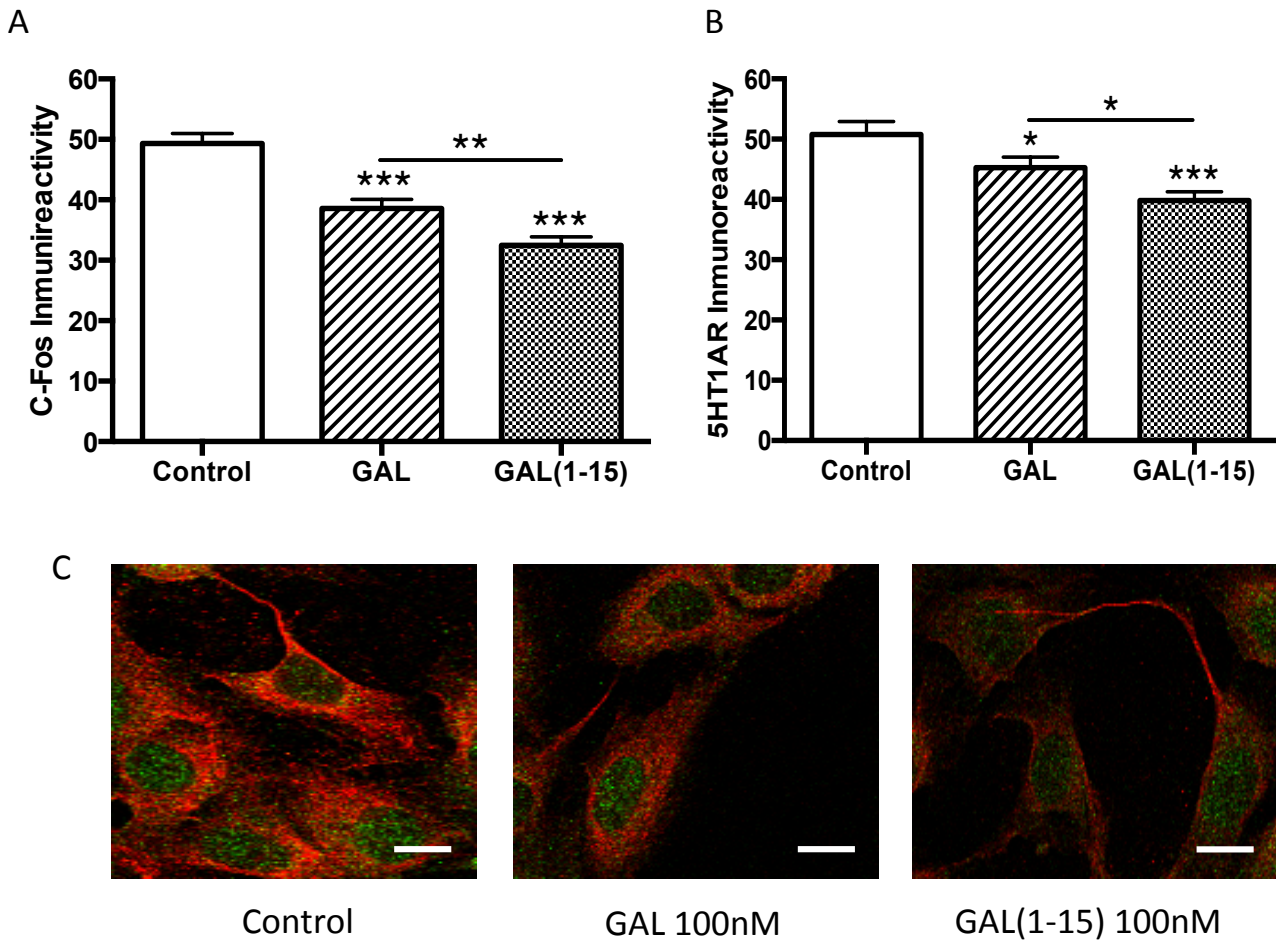 A
C-Fos Inmunireactivity
60
50
40
30
20
10
0
**
***
***
Control GAL GAL(1-15)
B
5HT1AR Inmunoreactivity
60
50
40
30
20
10
0
*
*
***
Control GAL GAL(1-15)
C
Control GAL 100nM GAL(1-15) 100nM